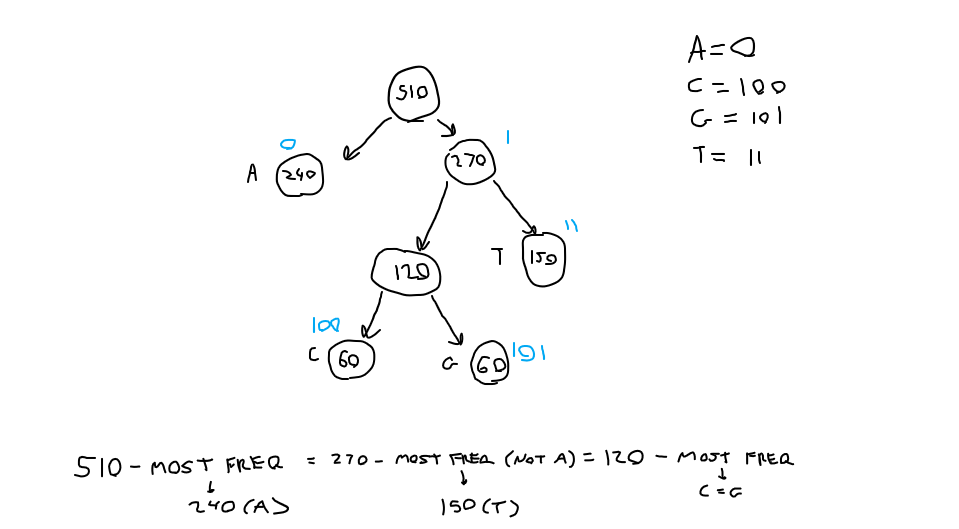 A = 0
C = 100
G = 101
T = 11
510
0
1
A 240
270
11
120
T 150
100
C 60
G 60 101
510 - MOST FREQ = 270 - MOST FREQ (NOT A) = 120 - MOST FREQ
240 (A)
150 (T)
C = G